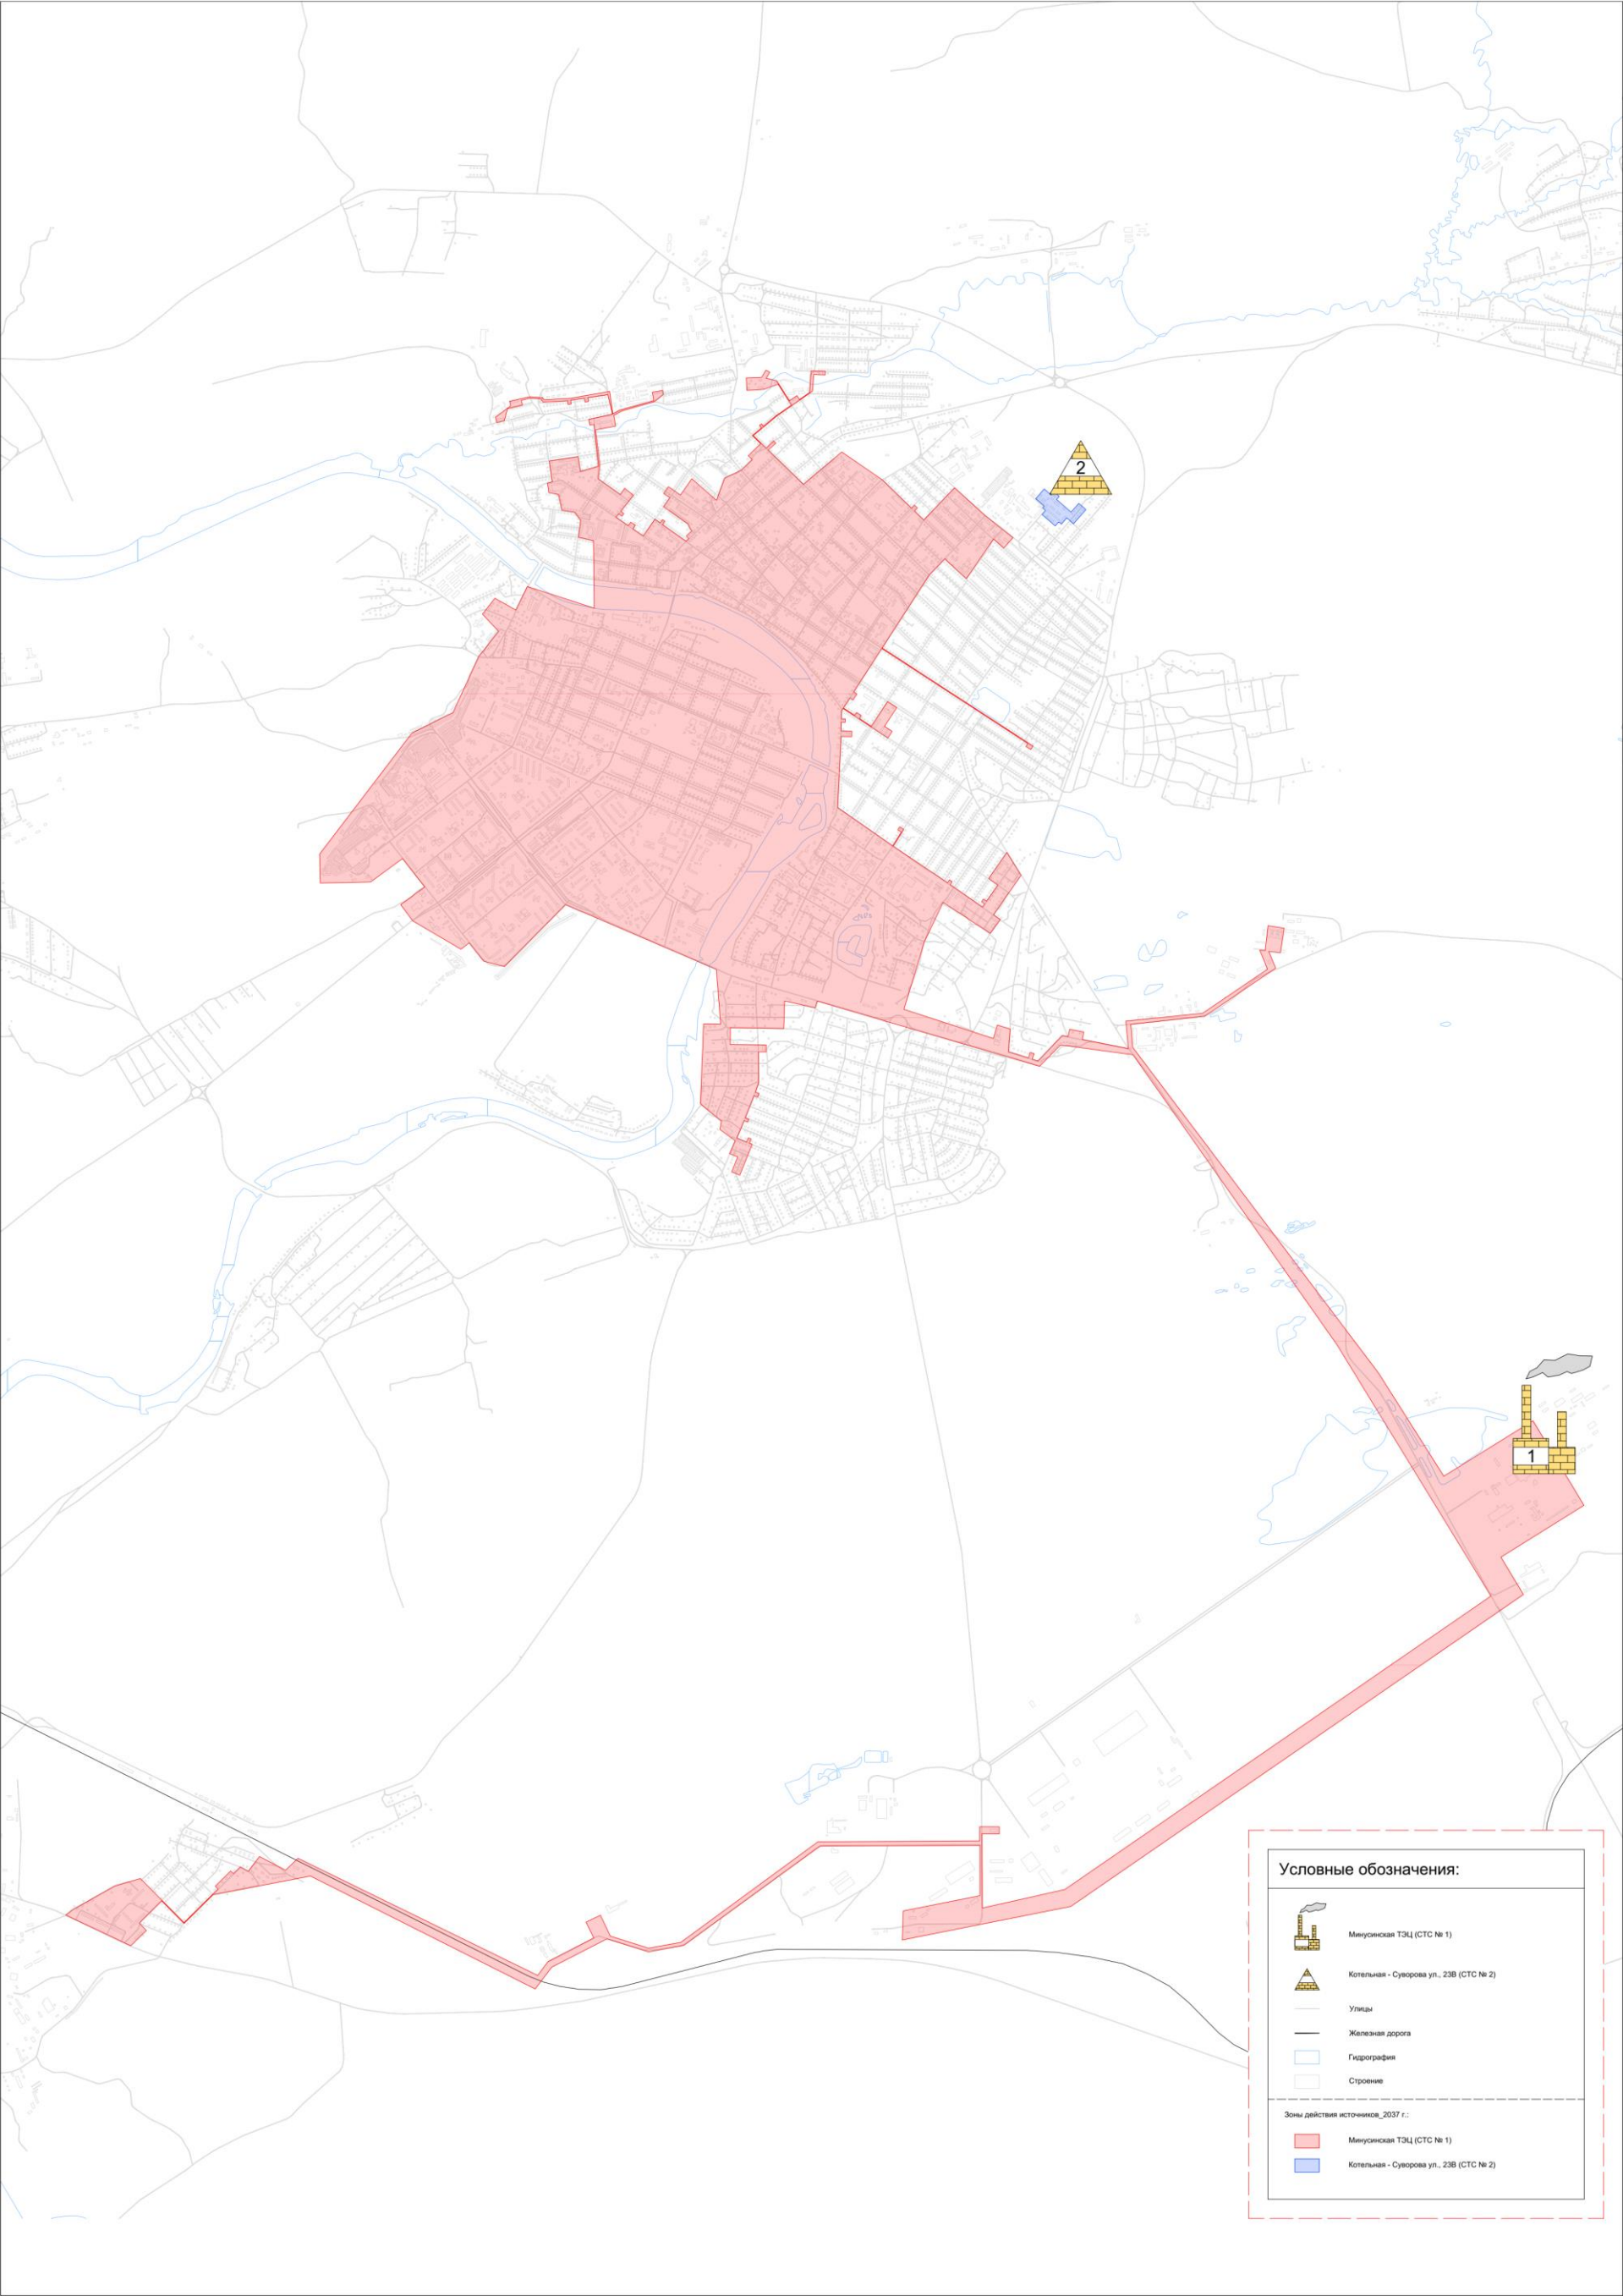 2
1
Условные обозначения:
Минусинская ТЭЦ (СТС № 1)
Котельная - Суворова ул., 23В (СТС № 2)
Улицы
Железная дорога
Гидрография
Строение
Зоны действия источников_2037 г.:
Минусинская ТЭЦ (СТС № 1)
Котельная - Суворова ул., 23В (СТС № 2)